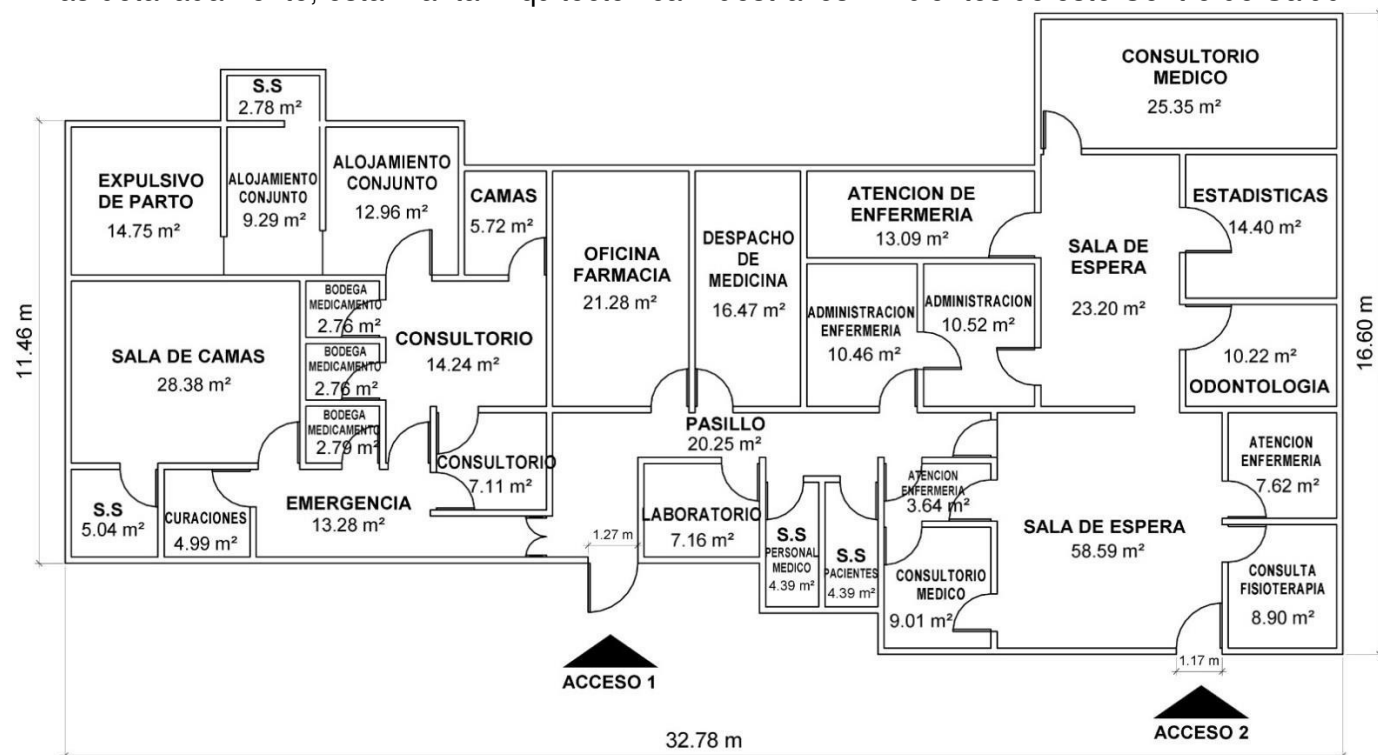 S.S
2.78 m²
EXPULSIVO
DE PARTO
14.75 m²
ALOJAMIENTO
CONJUNTO
9.29 m²
ALOJAMIENTO
CONJUNTO
12.96 m²
CAMAS
5.72 m²
OFICINA
FARMACIA
21.28 m²
DESPACHO
DE
MEDICINA
16.47 m²
ATENCION DE
ENFERMERIA
13.09 m²
CONSULTORIO
MEDICO
25.35 m²
ESTADISTICAS
14.40 m²
SALA DE
ESPERA
23.20 m²
ADMINISTRACION
ENFERMERIA
10.46 m²
ADMINISTRACION
10.52 m²
10.22 m²
ODONTOLOGIA
11.46 m
16.60 m
SALA DE CAMAS
28.38 m²
BODEGA
MEDICAMENTO
2.76 m²
BODEGA
MEDICAMENTO
2.76 m²
BODEGA
MEDICAMENTO
2.79 m²
CONSULTORIO
14.24 m²
CONSULTORIO
7.11 m²
PASILLO
20.25 m²
ATENCION
ENFERMERIA
7.62 m²
S.S
5.04 m²
CURACIONES
4.99 m²
EMERGENCIA
13.28 m²
1.27 m
LABORATORIO
7.16 m²
S.S
PERSONAL
MEDICO
4.39 m²
S.S
PACIENTES
4.39 m²
ATENCION
ENFERMERIA
3.64 m²
CONSULTORIO
MEDICO
9.01 m²
SALA DE ESPERA
58.59 m²
CONSULTA
FISIOTERAPIA
8.90 m²
1.17 m
ACCESO 1
ACCESO 2
32.78 m